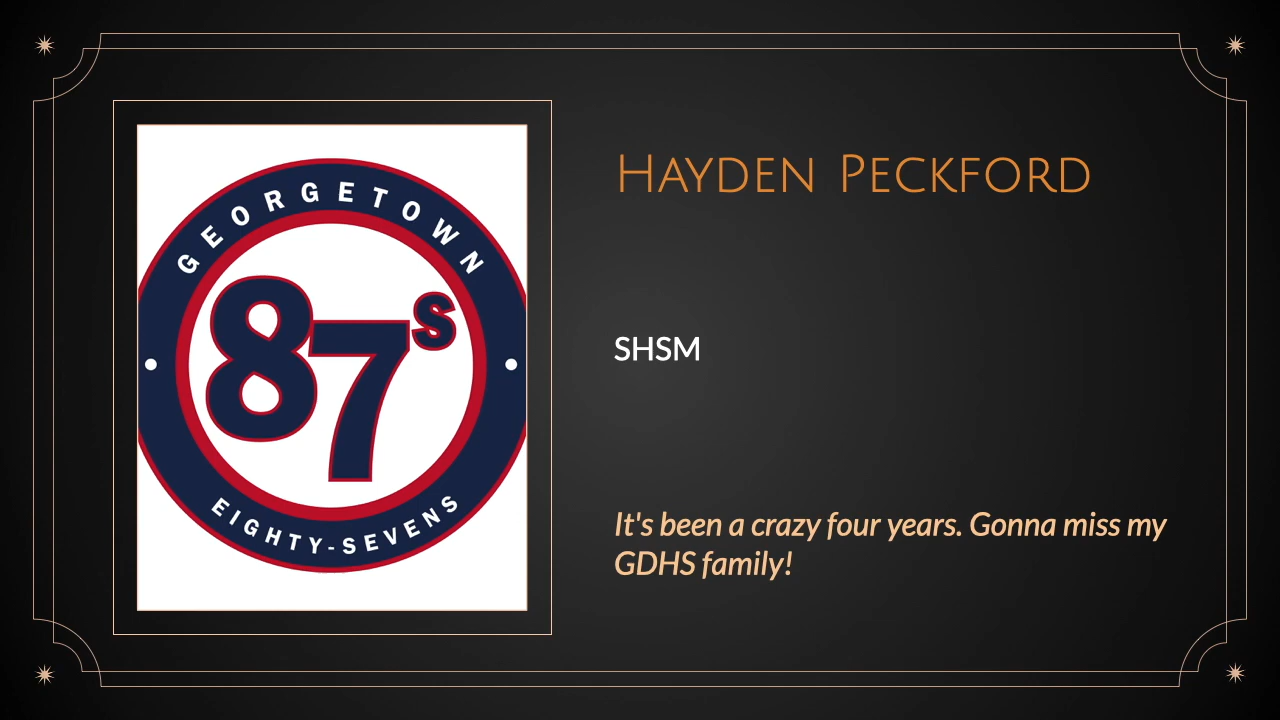 GEORGETOWN
87s
EIGHTY-SEVENS
Hayden Peckford
SHSM
It's been a crazy four years. Gonna miss my
GDHS family!